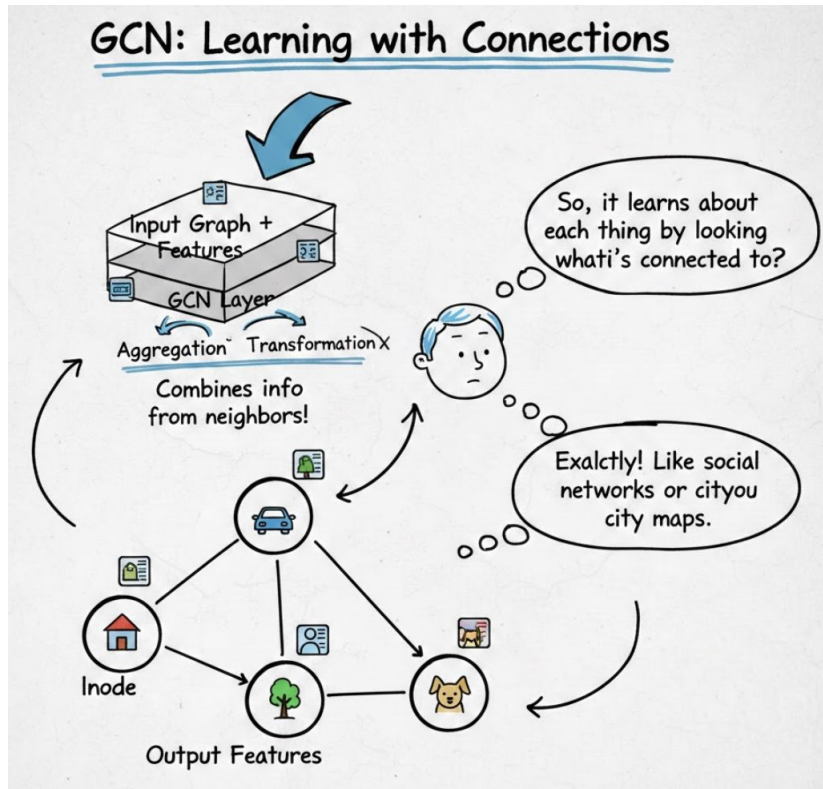 GCN: Learning with Connections
Input Graph +
Features
GCN Layer
Aggregation
Transformation
Combines info
from neighbors!
So, it learns about
each thing by looking
whati's connected to?
Exalctly! Like social
networks or cityou
city maps.
Inode
Output Features